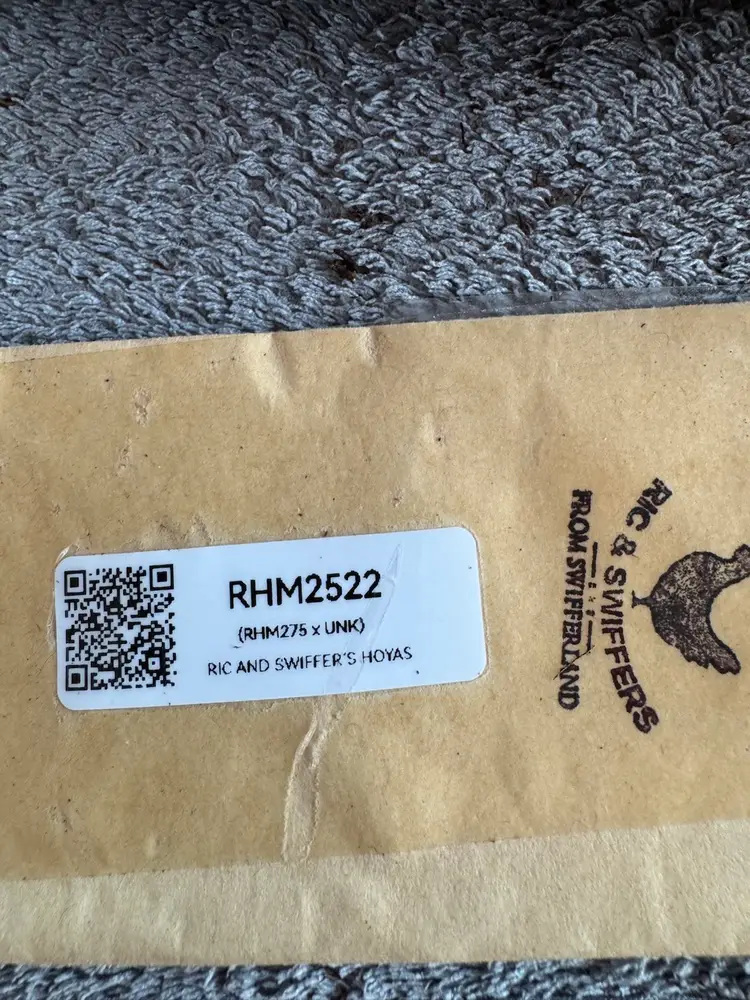 RHM2522
(RHM275 x UNK)
RIC AND SWIFFER'S HOYAS
RIC & SWIFFERS
FROM SWIFFERLAND